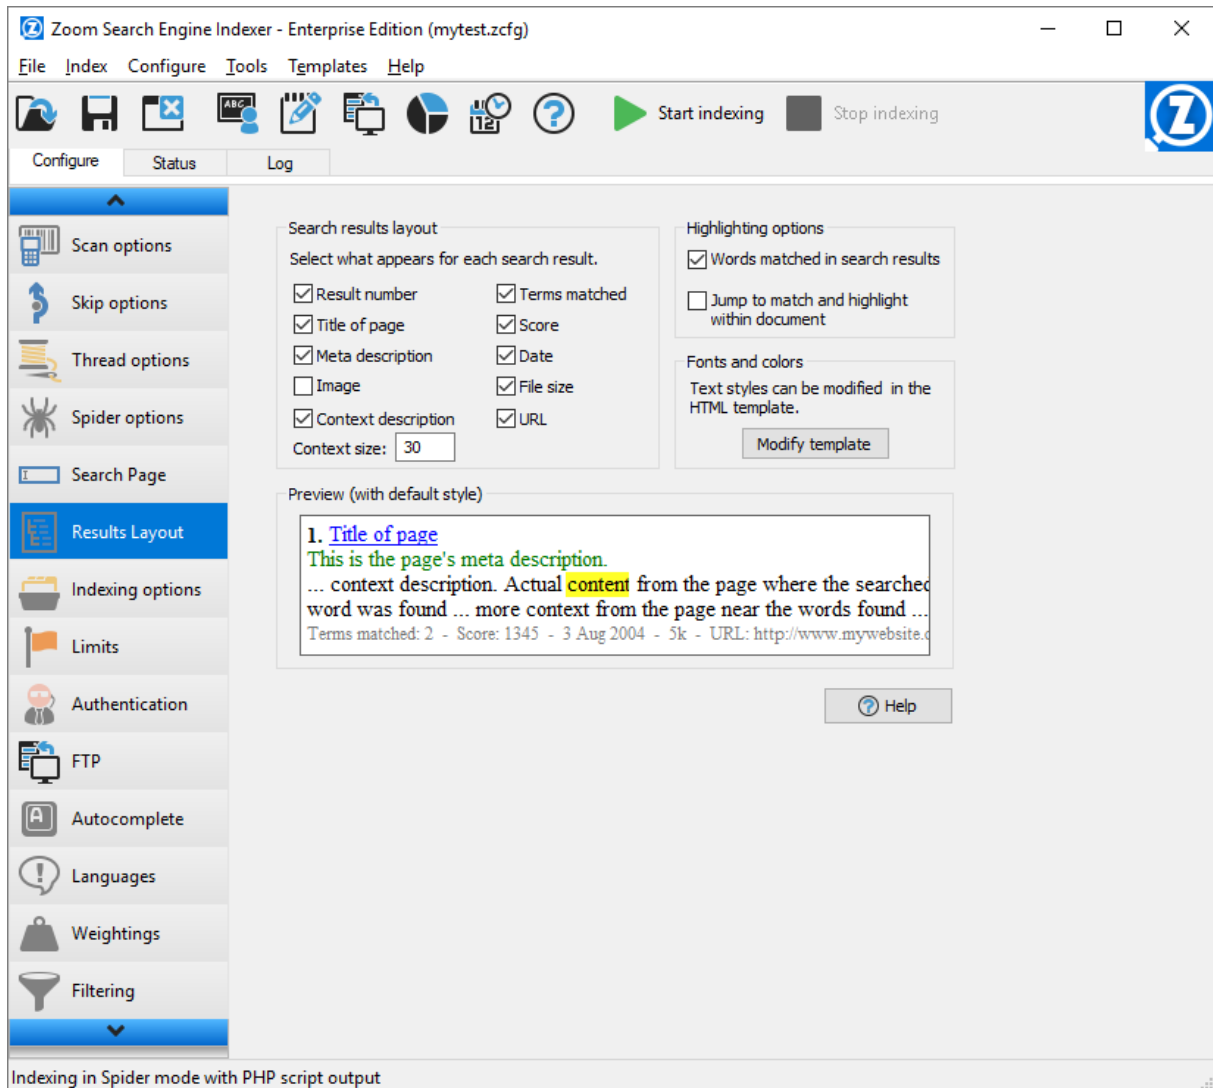 Zoom Search Engine Indexer - Enterprise Edition (mytest.zcfg)
File Index Configure Tools Templates Help
ABC 12 Start indexing Stop indexing Z
Configure Status Log
Scan options
Skip options
Thread options
Spider options
Search Page
Results Layout
Indexing options
Limits
Authentication
FTP
Autocomplete
Languages
Weightings
Filtering
Search results layout
Select what appears for each search result.
Result number Terms matched
Title of page Score
Meta description Date
Image File size
Context description URL
Context size: 30
Highlighting options
Words matched in search results
Jump to match and highlight
within document
Fonts and colors
Text styles can be modified in the
HTML template.
Modify template
Preview (with default style)
1. Title of page
This is the page's meta description.
... context description. Actual content from the page where the searched
word was found ... more context from the page near the words found ...
Terms matched: 2 - Score: 1345 - 3 Aug 2004 - 5k - URL: http://www.mywebsite.
Help
Indexing in Spider mode with PHP script output